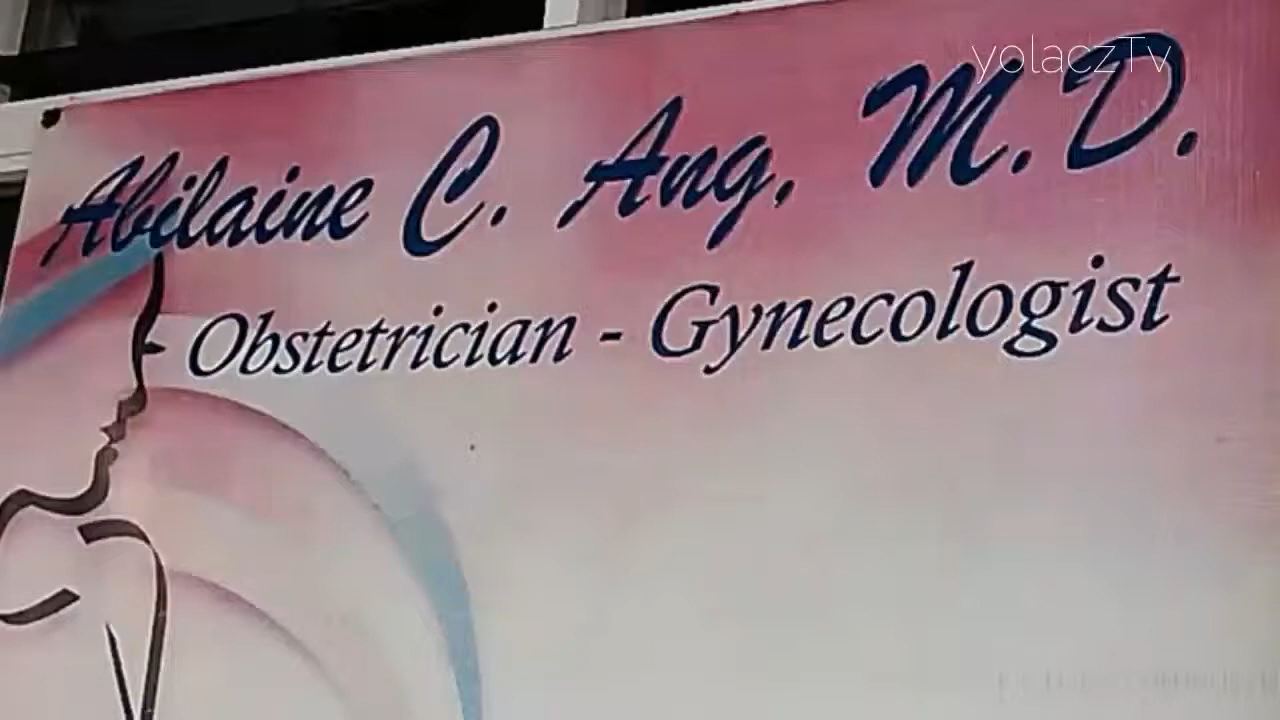 yolaczTv
Abilaine C. Ang, M.D.
Obstetrician - Gynecologist